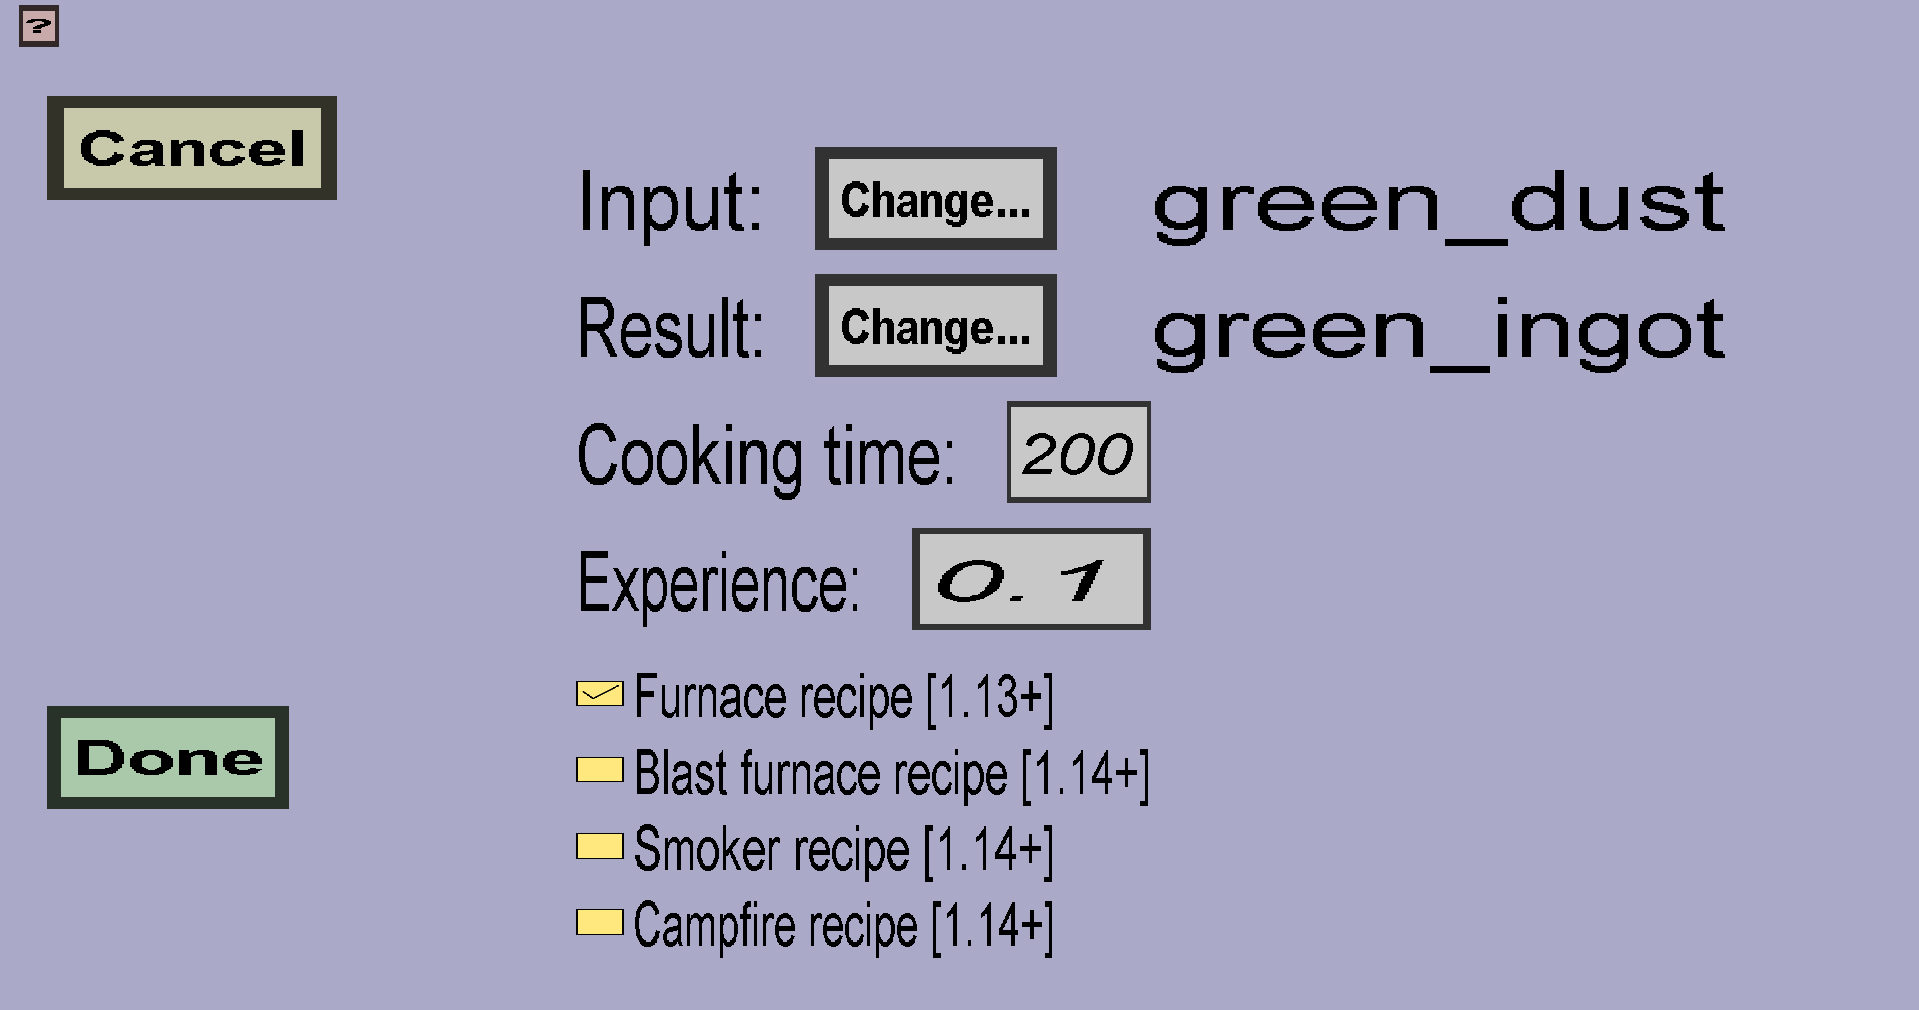 ?
Cancel
Input: Change... green_dust
Result: Change... green_ingot
Cooking time: 200
Experience: 0.1
Furnace recipe [1.13+]
Done
Blast furnace recipe [1.14+]
Smoker recipe [1.14+]
Campfire recipe [1.14+]